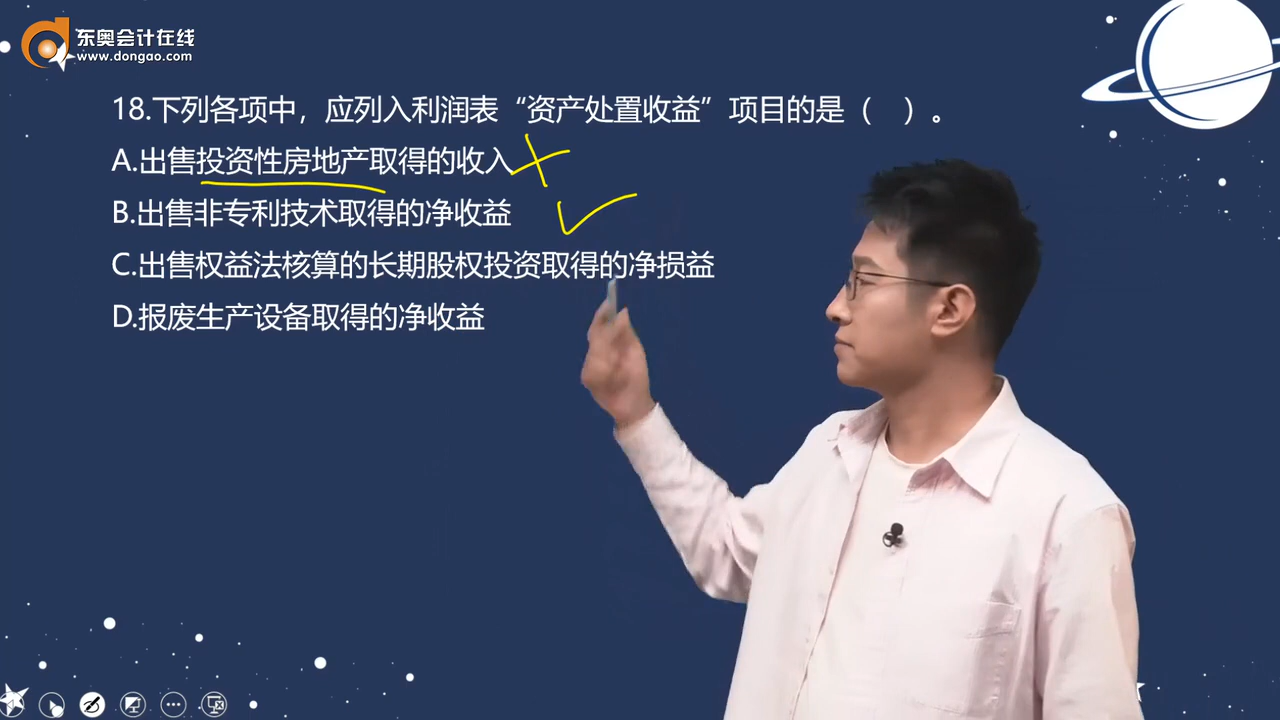 东奥会计在线
www.dongao.com
18.下列各项中，应列入利润表“资产处置收益”项目的是（ ）。
A.出售投资性房地产取得的收入
B.出售非专利技术取得的净收益
C.出售权益法核算的长期股权投资取得的净损益
D.报废生产设备取得的净收益